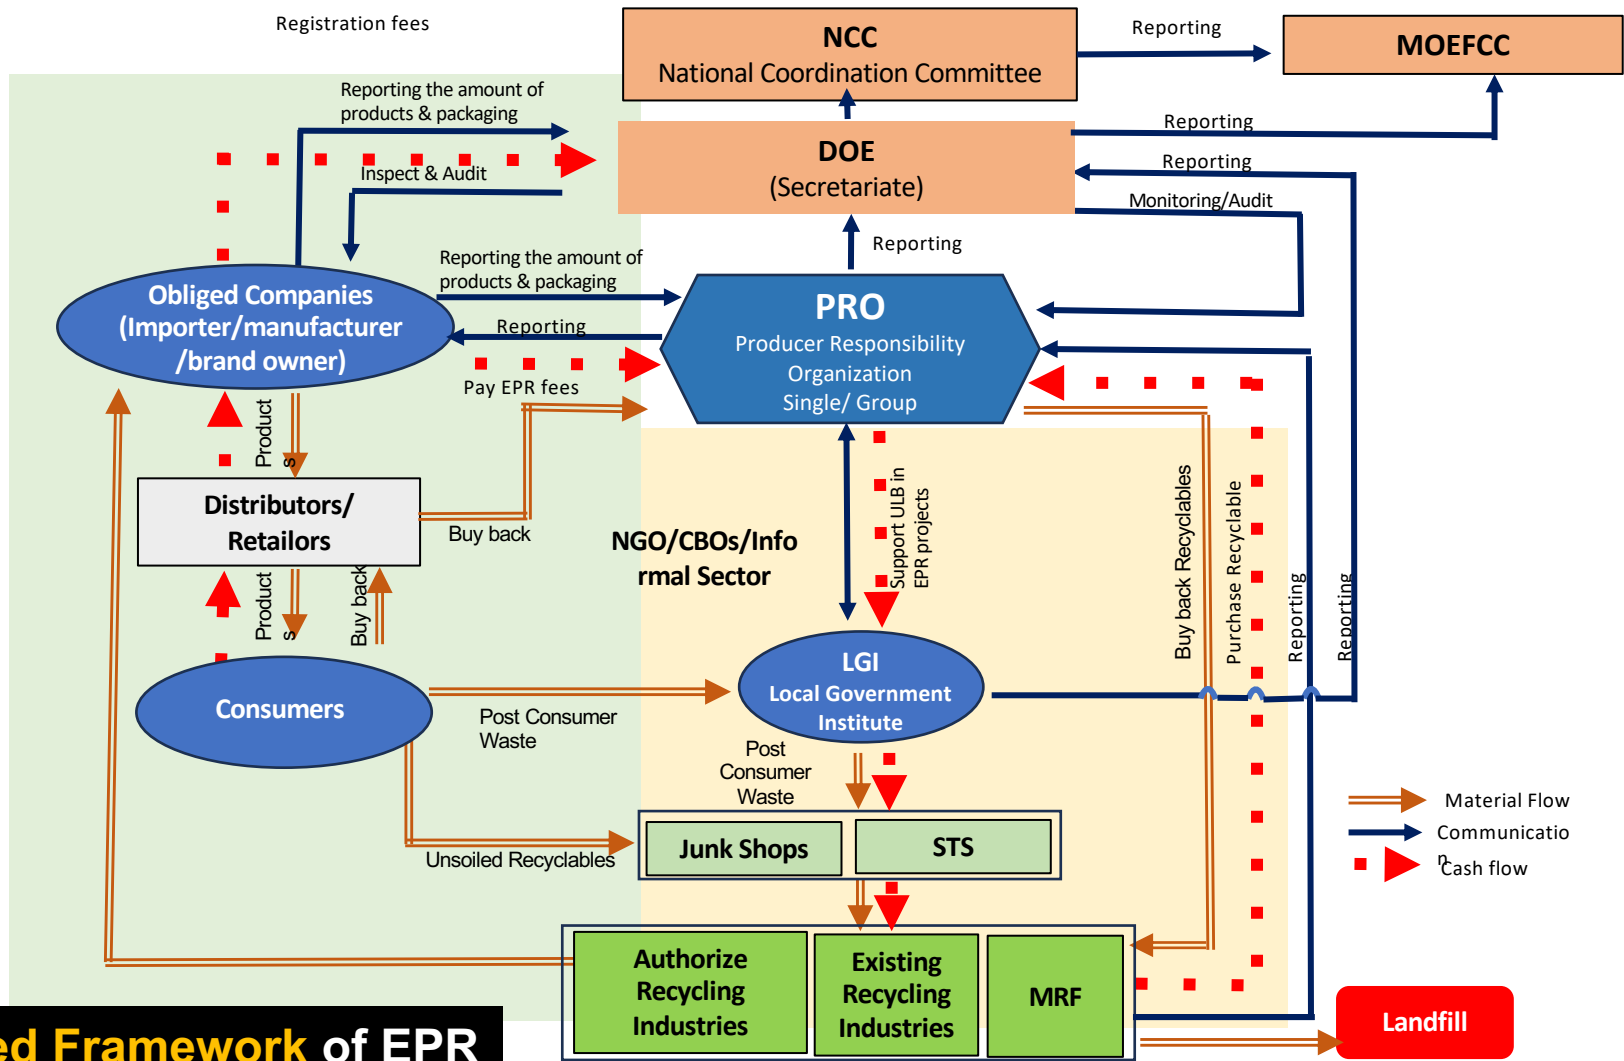 Registration fees
NCC
National Coordination Committee
Reporting
MOEFCC
Reporting the amount of
products & packaging
DOE
(Secretariate)
Reporting
Reporting
Inspect & Audit
Monitoring/Audit
Reporting
Reporting the amount of
products & packaging
Obliged Companies
(Importer/manufacturer
/brand owner)
Reporting
Pay EPR fees
PRO
Producer Responsibility
Organization
Single/ Group
Product
s
Distributors/
Retailors
Buy back
NGO/CBOs/Info
rmal Sector
Support ULB in
EPR projects
Buy back Recyclables
Purchase Recyclable
Reporting
Reporting
Product
s
Buy back
LGI
Local Government
Institute
Consumers
Post Consumer
Waste
Post
Consumer
Waste
Unsoiled Recyclables
Junk Shops
STS
Material Flow
Communicatio
n
Cash flow
Authorize
Recycling
Industries
Existing
Recycling
Industries
MRF
Landfill
ed Framework of EPR